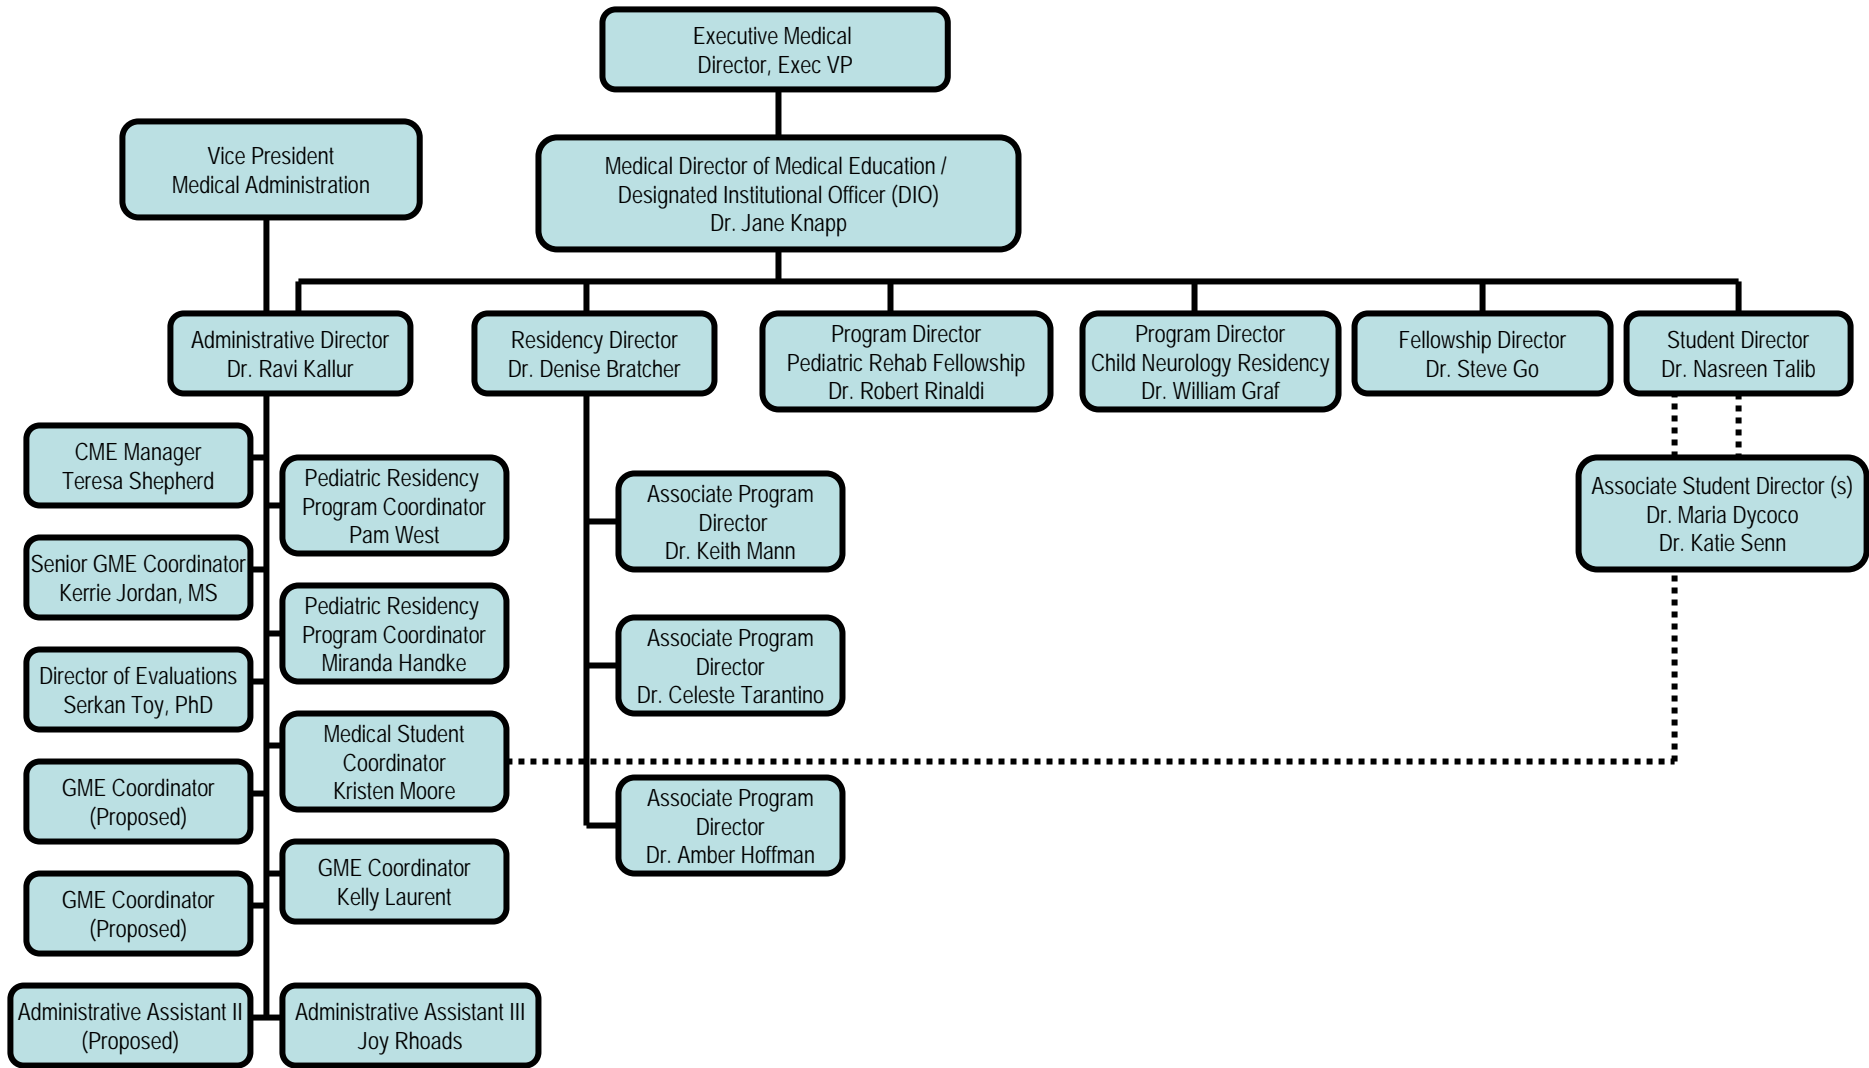 Executive Medical
Director, Exec VP
Vice President
Medical Administration
Medical Director of Medical Education /
Designated Institutional Officer (DIO)
Dr. Jane Knapp
Administrative Director
Dr. Ravi Kallur
Residency Director
Dr. Denise Bratcher
Program Director
Pediatric Rehab Fellowship
Dr. Robert Rinaldi
Program Director
Child Neurology Residency
Dr. William Graf
Fellowship Director
Dr. Steve Go
Student Director
Dr. Nasreen Talib
CME Manager
Teresa Shepherd
Pediatric Residency
Program Coordinator
Pam West
Associate Program
Director
Dr. Keith Mann
Associate Student Director (s)
Dr. Maria Dycoco
Dr. Katie Senn
Senior GME Coordinator
Kerrie Jordan, MS
Pediatric Residency
Program Coordinator
Miranda Handke
Associate Program
Director
Dr. Celeste Tarantino
Director of Evaluations
Serkan Toy, PhD
Medical Student
Coordinator
Kristen Moore
GME Coordinator
(Proposed)
Associate Program
Director
Dr. Amber Hoffman
GME Coordinator
Kelly Laurent
GME Coordinator
(Proposed)
Administrative Assistant II
(Proposed)
Administrative Assistant III
Joy Rhoads